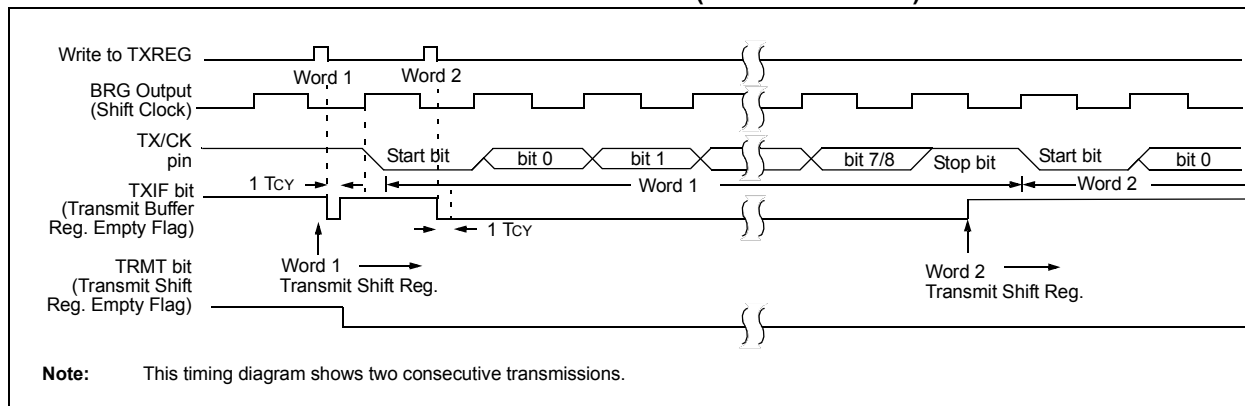 Write to TXREG
Word 1
Word 2
BRG Output
(Shift Clock)
TX/CK
pin
Start bit
bit 0
bit 1
bit 7/8
Stop bit
Start bit
bit 0
1 TCY
Word 1
Word 2
TXIF bit
(Transmit Buffer
Reg. Empty Flag)
1 TCY
Word 1
Transmit Shift Reg.
Word 2
Transmit Shift Reg.
TRMT bit
(Transmit Shift
Reg. Empty Flag)
Note: This timing diagram shows two consecutive transmissions.